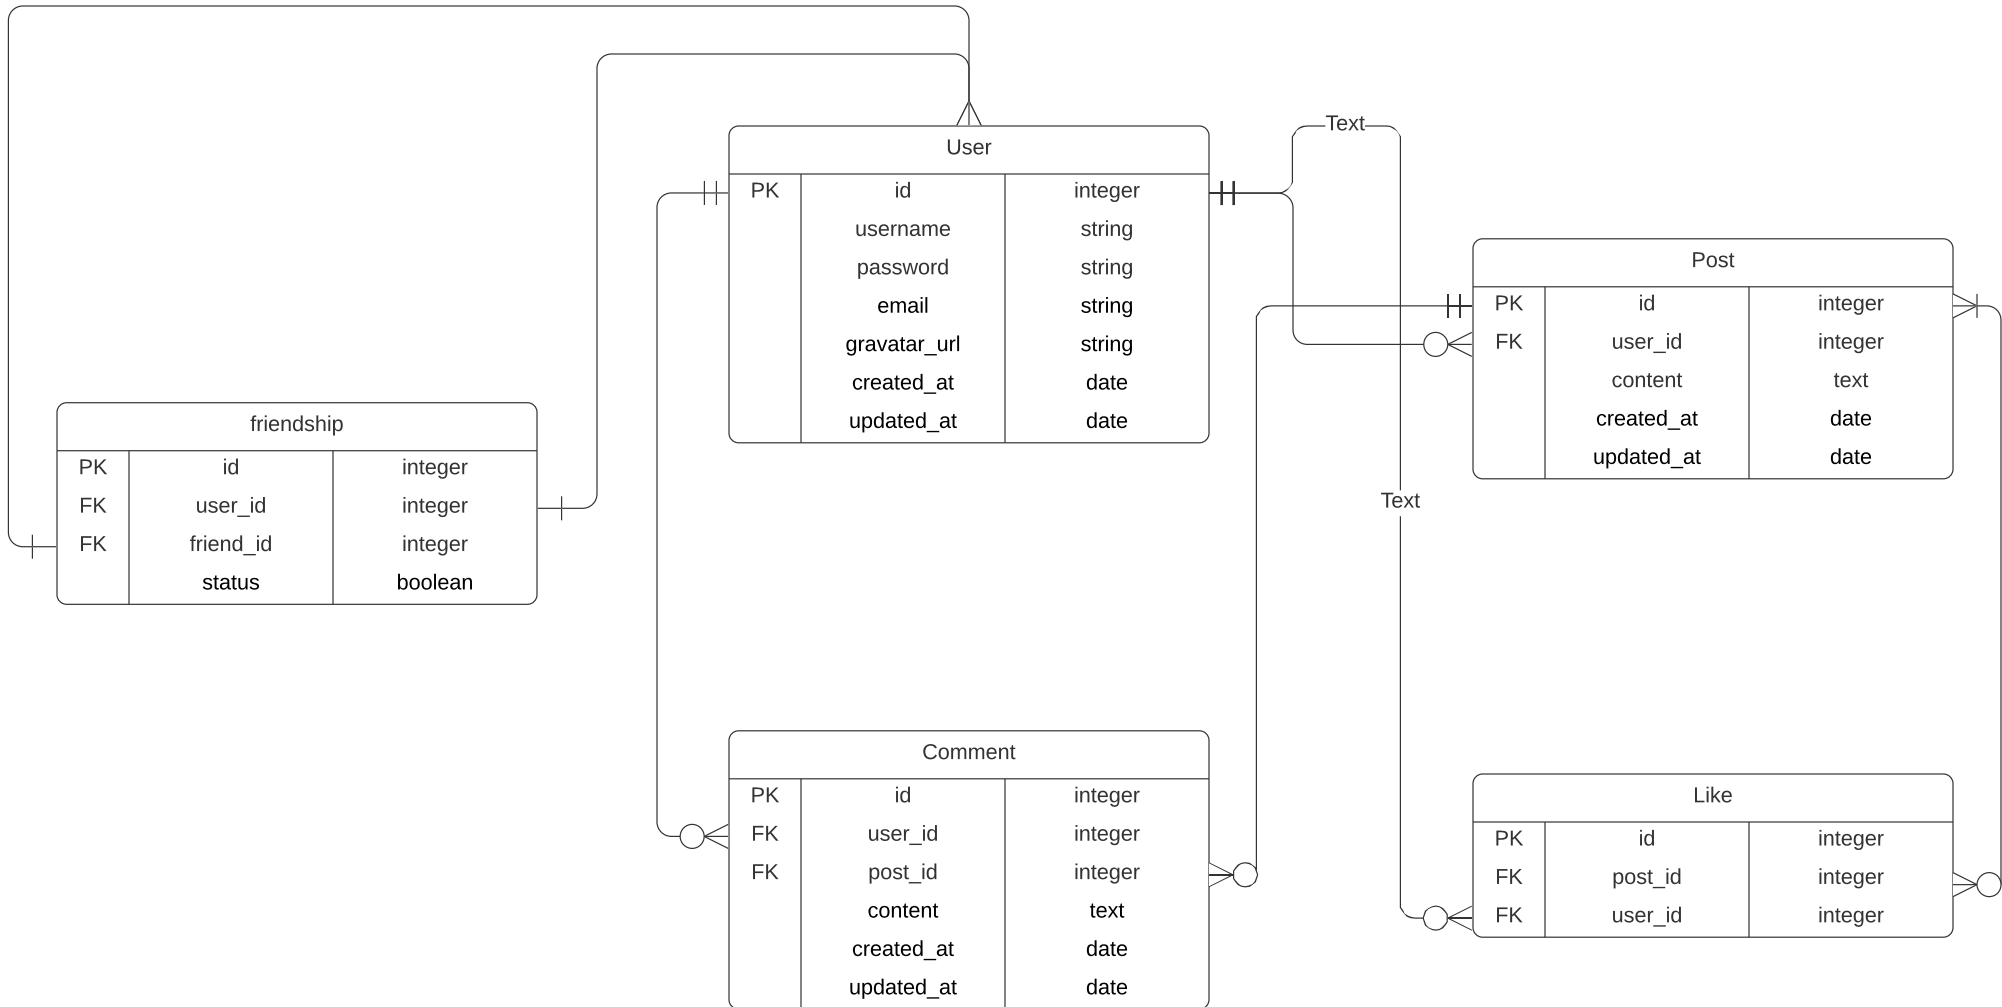 Text
User
PK id integer
username string
password string
email string
gravatar_url string
created_at date
updated_at date
Post
PK id integer
FK user_id integer
content text
created_at date
updated_at date
friendship
PK id integer
FK user_id integer
FK friend_id integer
status boolean
Text
Comment
PK id integer
FK user_id integer
FK post_id integer
content text
created_at date
updated_at date
Like
PK id integer
FK post_id integer
FK user_id integer